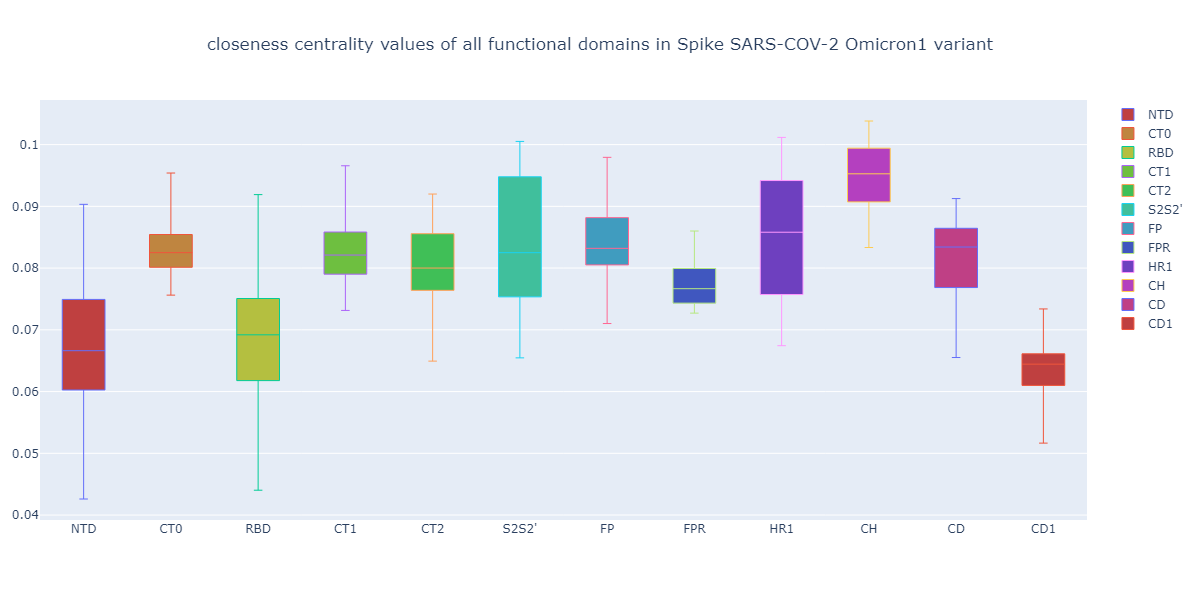 closeness centrality values of all functional domains in Spike SARS-COV-2 Omicron1 variant
0.1
0.09
0.08
0.07
0.06
0.05
0.04
NTD CT0 RBD CT1 CT2 S2S2' FP FPR HR1 CH CD CD1
NTD
CT0
RBD
CT1
CT2
S2S2'
FP
FPR
HR1
CH
CD
CD1